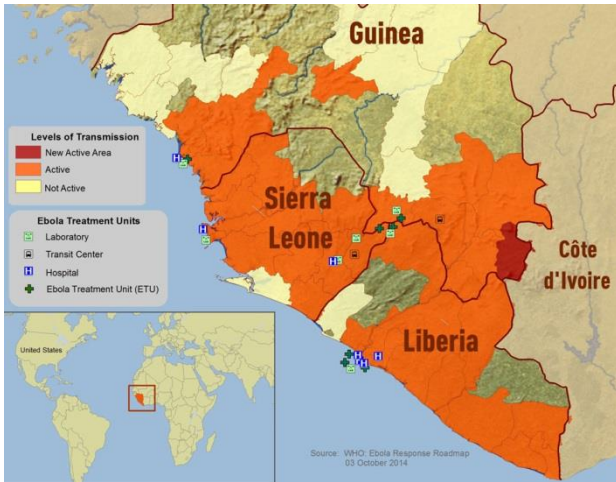 Guinea
Levels of Transmission
New Active Area
Active
Not Active
Sierra
Leone
Ebola Treatment Units
Laboratory
Transit Center
Hospital
Ebola Treatment Unit (ETU)
Côte
d'Ivoire
Liberia
United States
Source: WHO: Ebola Response Roadmap
03 October 2014